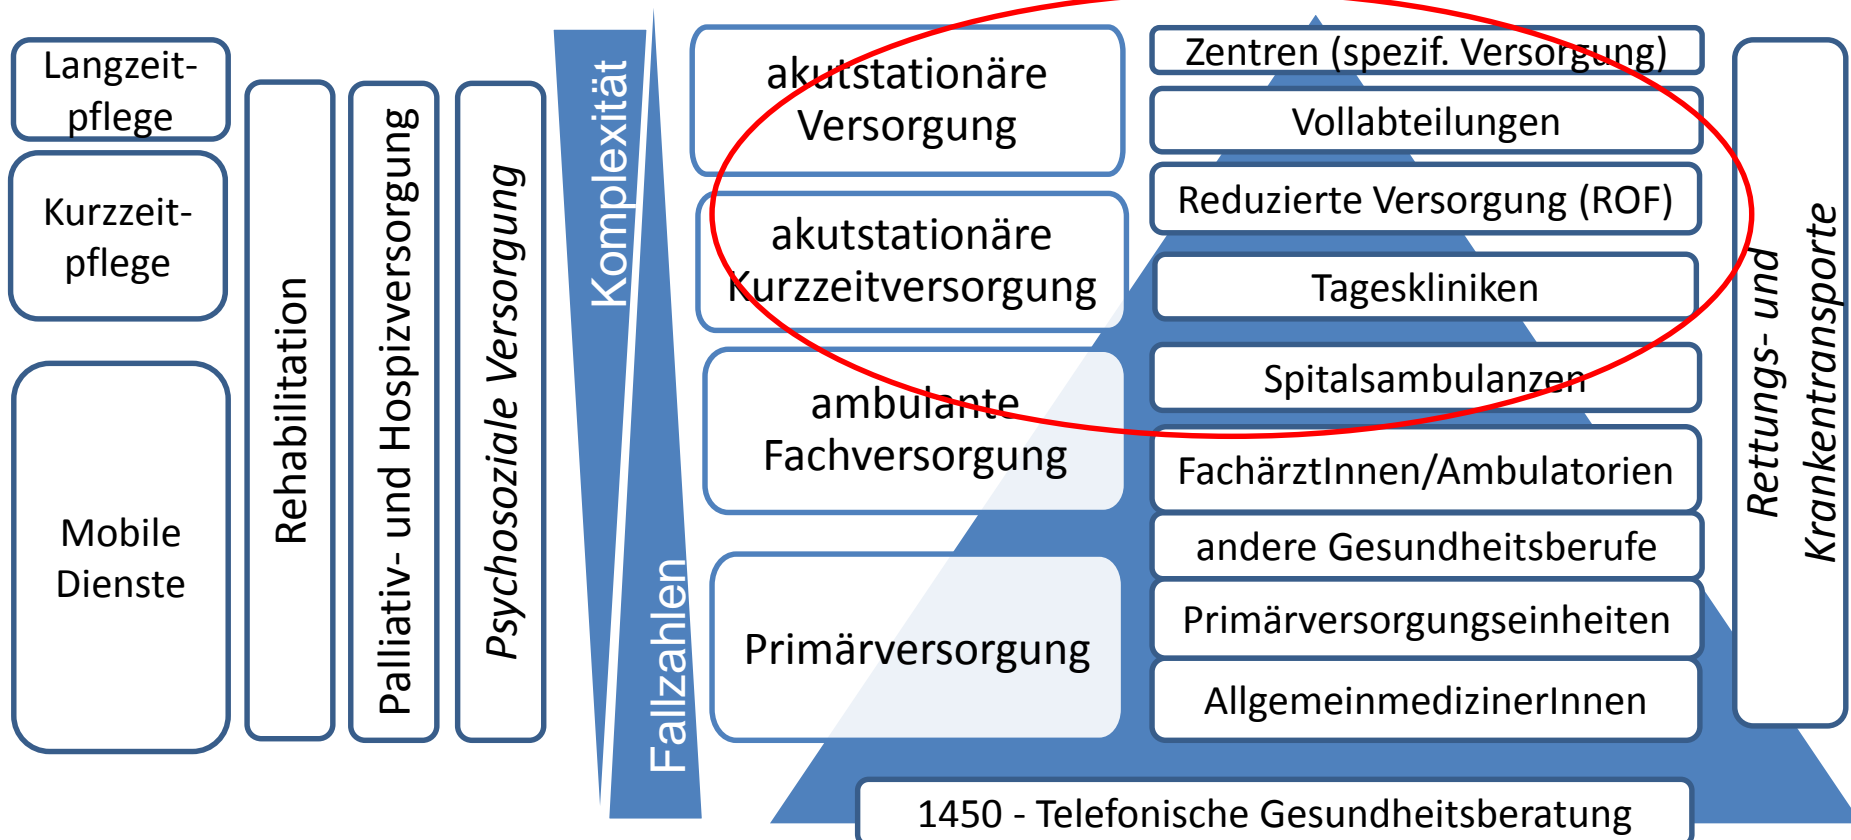 Langzeit-
pflege
Kurzzeit-
pflege
Mobile
Dienste
Rehabilitation
Palliativ- und Hospizversorgung
Psychosoziale Versorgung
Komplexität
Fallzahlen
akutstationäre
Versorgung
akutstationäre
Kurzzeitversorgung
ambulante
Fachversorgung
Primärversorgung
Zentren (spezif. Versorgung)
Vollabteilungen
Reduzierte Versorgung (ROF)
Tageskliniken
Spitalsambulanzen
FachärztInnen/Ambulatorien
andere Gesundheitsberufe
Primärversorgungseinheiten
AllgemeinmedizinerInnen
1450 - Telefonische Gesundheitsberatung
Rettungs- und
Krankentransporte